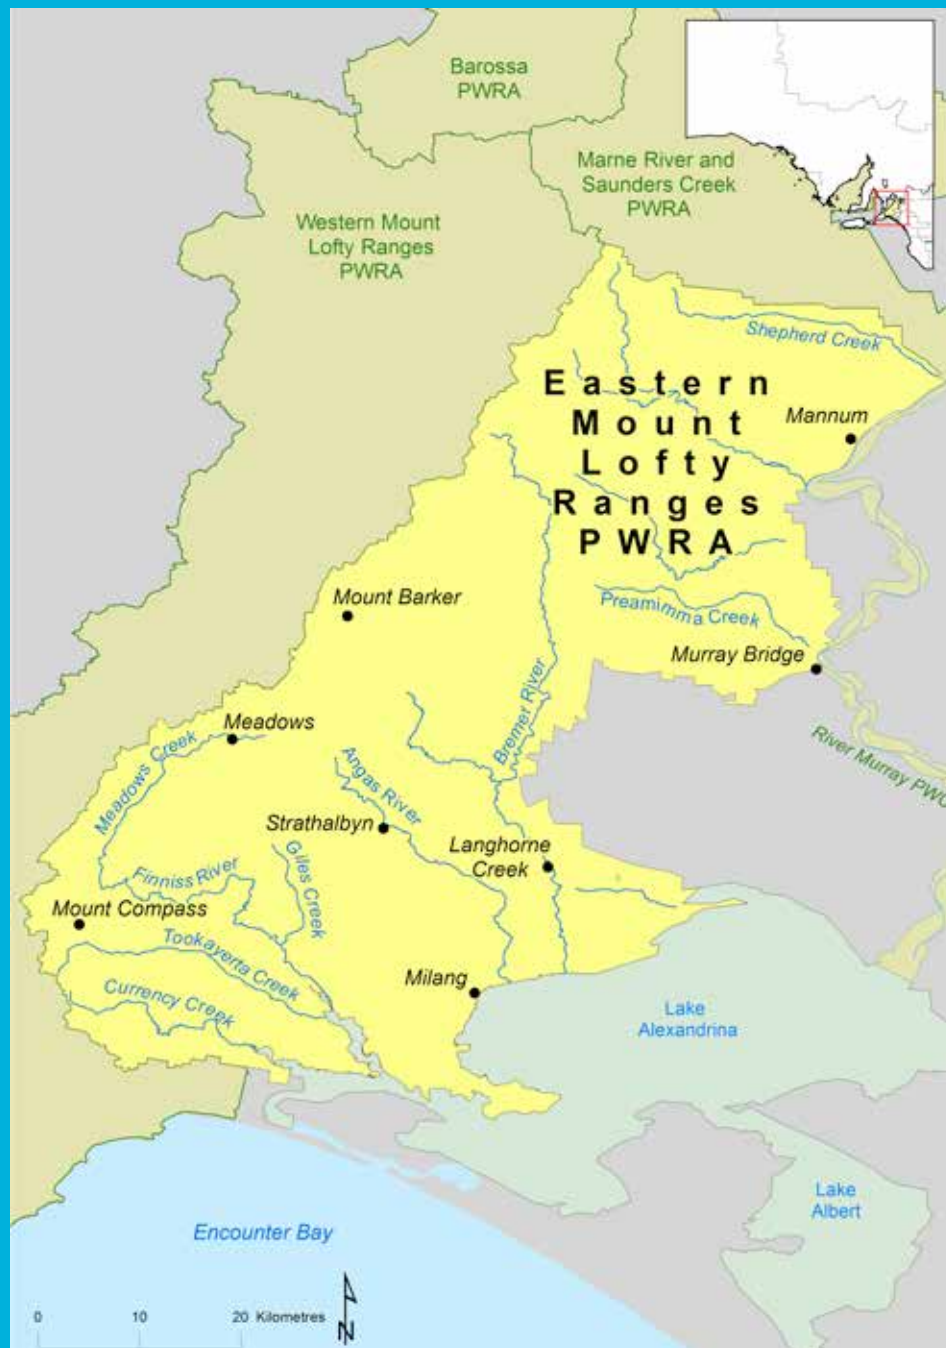 Barossa
PWRA
Marne River and
Saunders Creek
PWRA
Western Mount
Lofty Ranges
PWRA
Shepherd Creek
Eastern
Mount
Lofty
Ranges
PWRA
Mannum
Mount Barker
Preamimma Creek
Murray Bridge
Bremer River
Meadows
Meadows Creek
River Murray PWC
Angas River
Strathalbyn
Langhorne
Creek
Giles Creek
Finniss River
Mount Compass
Tookayerta Creek
Milang
Currency Creek
Lake
Alexandrina
Lake
Albert
Encounter Bay
0 10 20 Kilometres
N